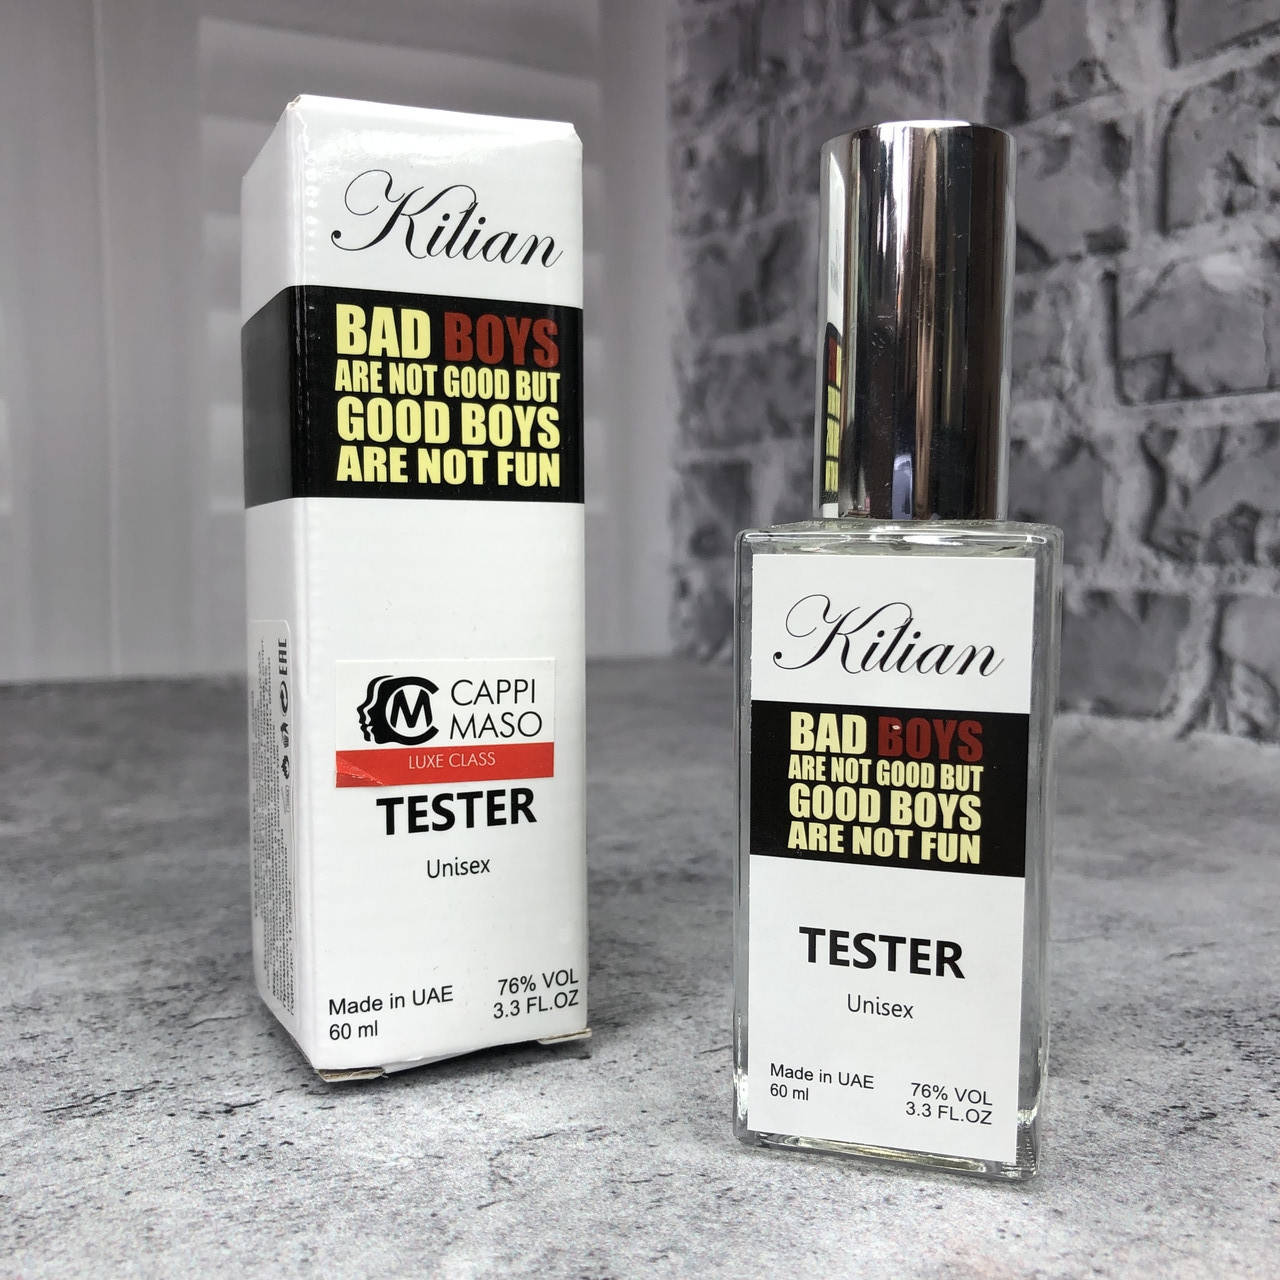 Kilian
BAD BOYS
ARE NOT GOOD BUT
GOOD BOYS
ARE NOT FUN
CM CAPPI
MASO
LUXE CLASS
TESTER
Unisex
Made in UAE
60 ml
76% VOL
3.3 FL.OZ
EAC
Kilian
BAD BOYS
ARE NOT GOOD BUT
GOOD BOYS
ARE NOT FUN
TESTER
Unisex
Made in UAE
60 ml
76% VOL
3.3 FL.OZ